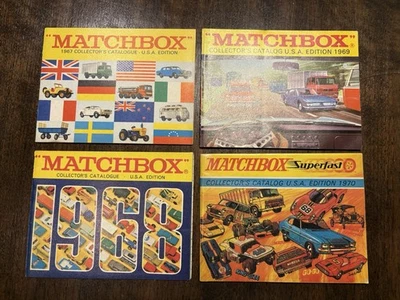 "MATCHBOX"
1967 COLLECTOR'S CATALOGUE - U.S.A. EDITION
"MATCHBOX"
COLLECTOR'S CATALOG U.S.A. EDITION 1969
"MATCHBOX"
COLLECTOR'S CATALOGUE U.S.A. EDITION
1968
MATCHBOX Superfast
COLLECTOR'S CATALOG U.S.A. EDITION 1970